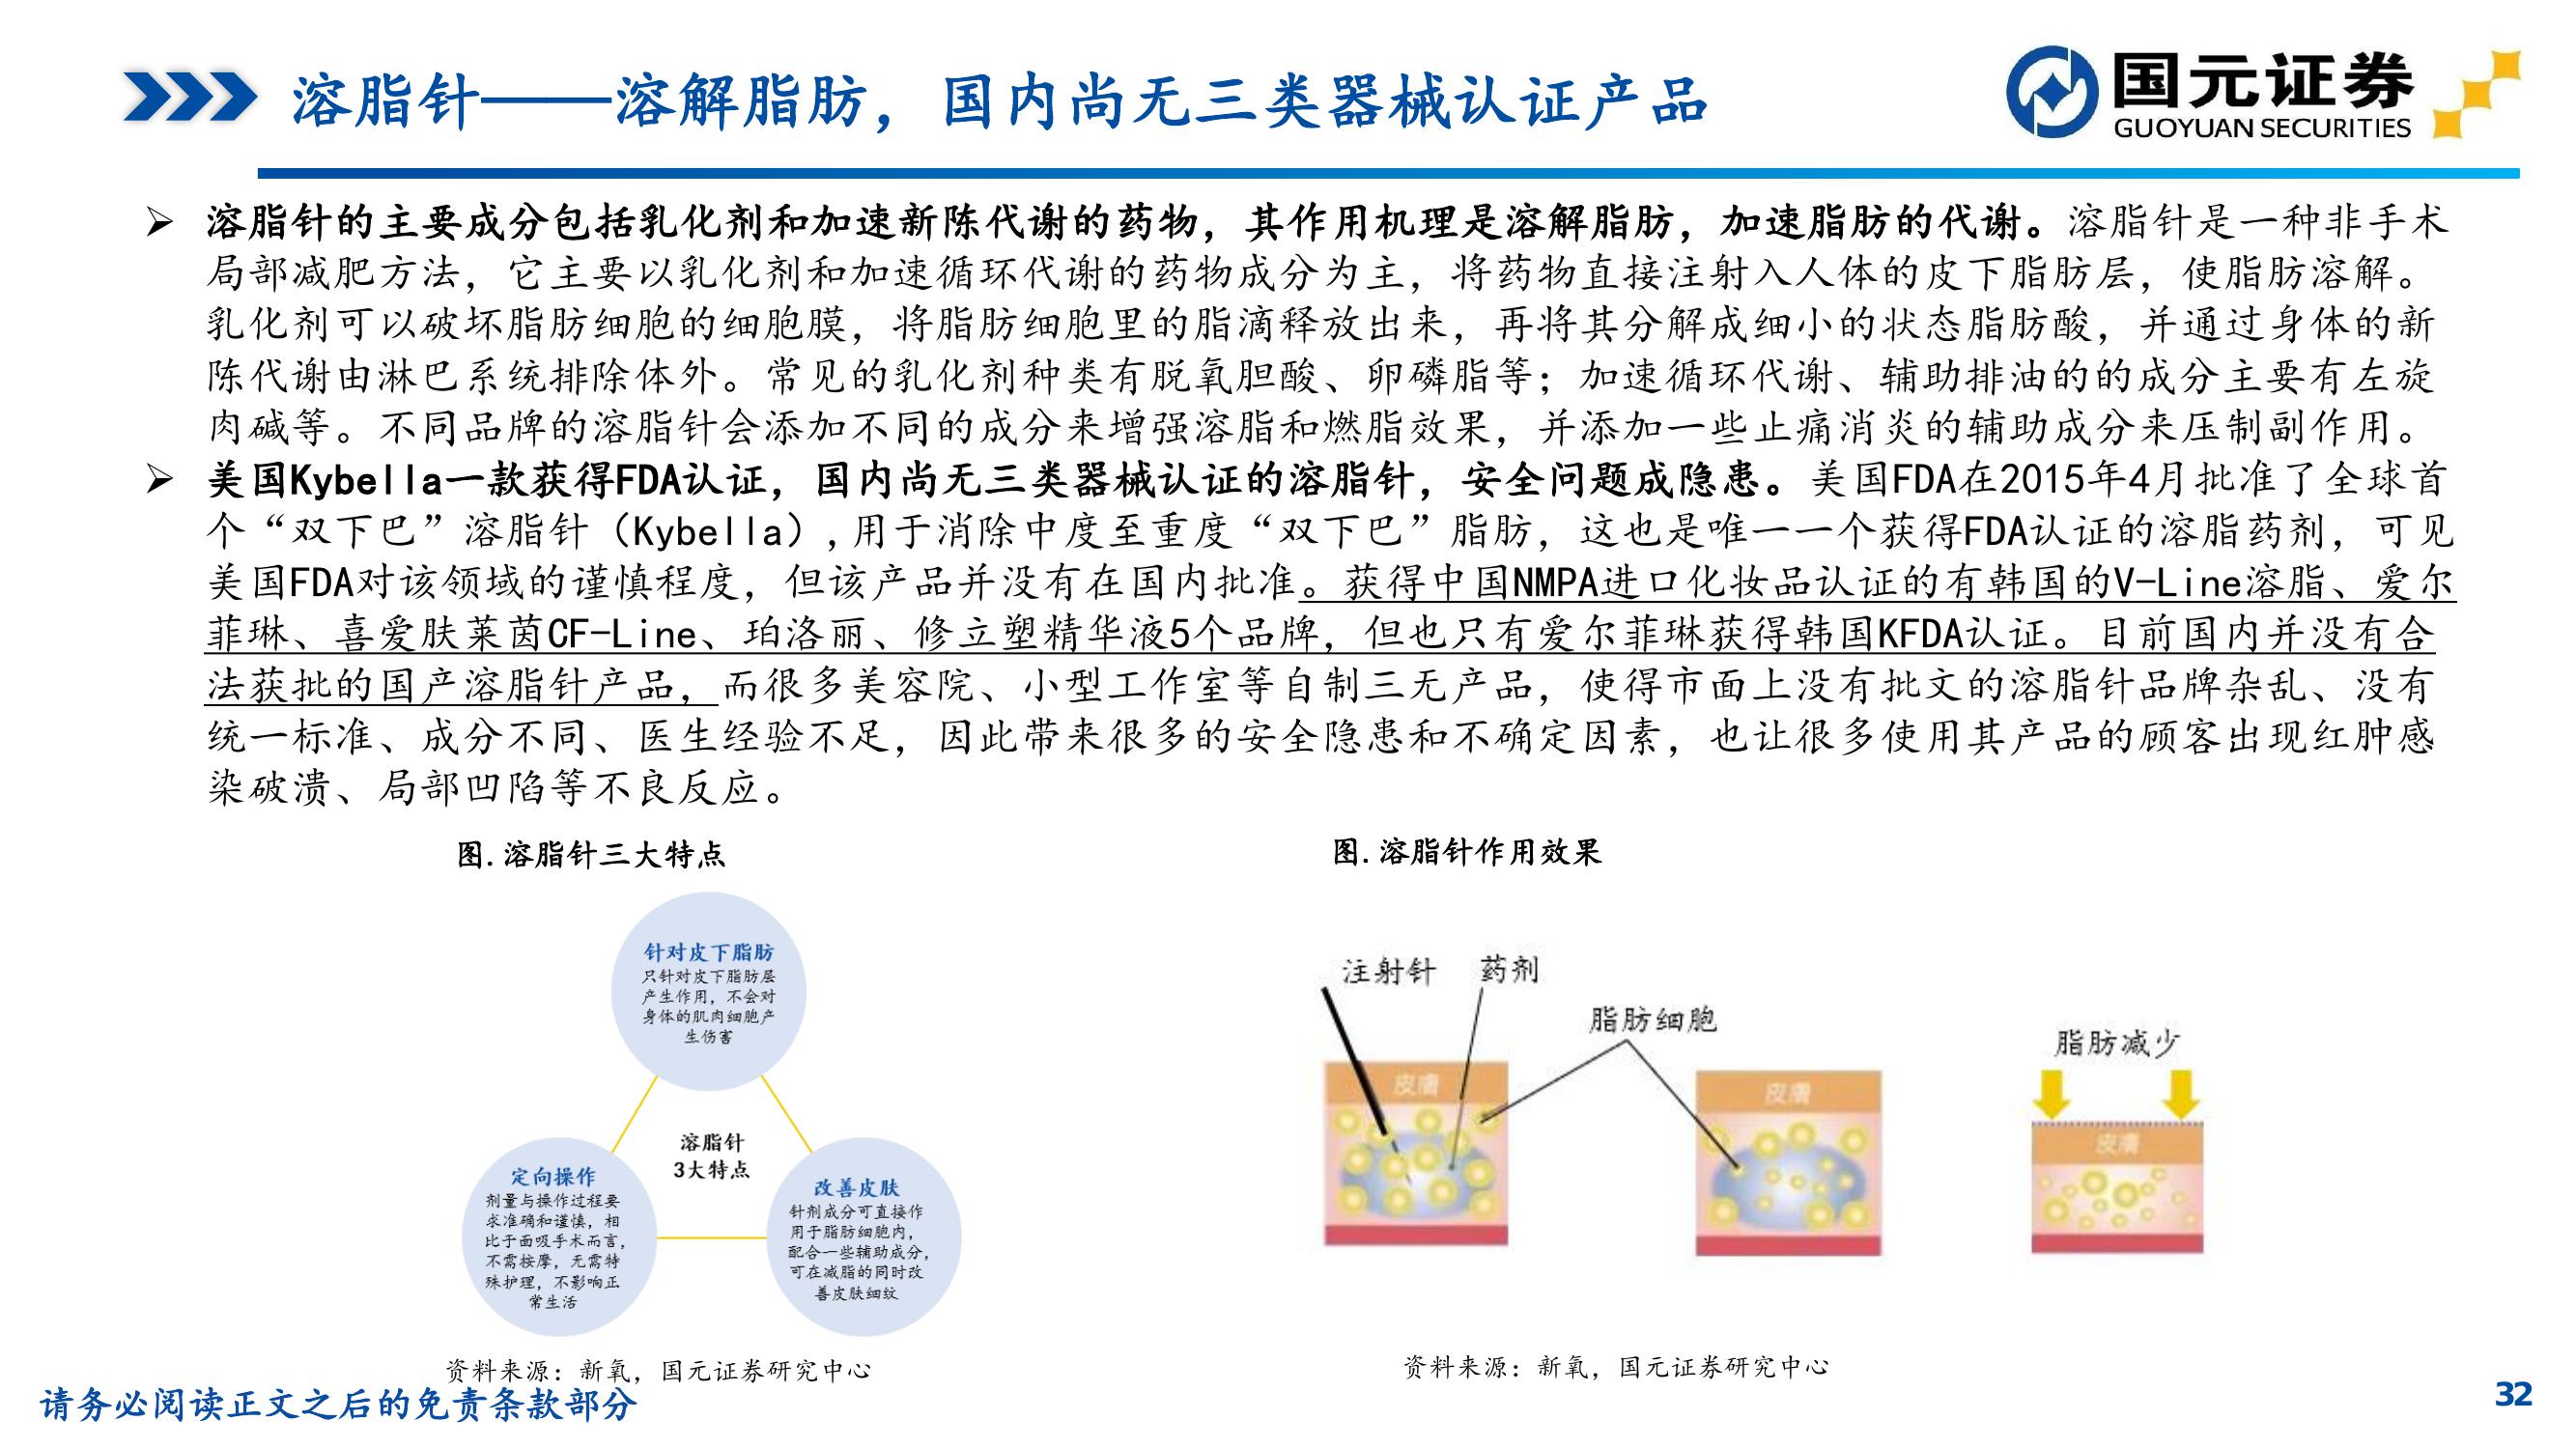 溶脂针——溶解脂肪，国内尚无三类器械认证产品
国元证券
GUOYUAN SECURITIES
➢ 溶脂针的主要成分包括乳化剂和加速新陈代谢的药物，其作用机理是溶解脂肪，加速脂肪的代谢。溶脂针是一种非手术
局部减肥方法，它主要以乳化剂和加速循环代谢的药物成分为主，将药物直接注射入人体的皮下脂肪层，使脂肪溶解。
乳化剂可以破坏脂肪细胞的细胞膜，将脂肪细胞里的脂滴释放出来，再将其分解成细小的状态脂肪酸，并通过身体的新
陈代谢由淋巴系统排除体外。常见的乳化剂种类有脱氧胆酸、卵磷脂等；加速循环代谢、辅助排油的的成分主要有左旋
肉碱等。不同品牌的溶脂针会添加不同的成分来增强溶脂和燃脂效果，并添加一些止痛消炎的辅助成分来压制副作用。
➢ 美国Kybella一款获得FDA认证，国内尚无三类器械认证的溶脂针，安全问题成隐患。美国FDA在2015年4月批准了全球首
个“双下巴”溶脂针（Kybella）,用于消除中度至重度“双下巴”脂肪，这也是唯一一个获得FDA认证的溶脂药剂，可见
美国FDA对该领域的谨慎程度，但该产品并没有在国内批准。获得中国NMPA进口化妆品认证的有韩国的V-Line溶脂、爱尔
菲琳、喜爱肤莱茵CF-Line、珀洛丽、修立塑精华液5个品牌，但也只有爱尔菲琳获得韩国KFDA认证。目前国内并没有合
法获批的国产溶脂针产品，而很多美容院、小型工作室等自制三无产品，使得市面上没有批文的溶脂针品牌杂乱、没有
统一标准、成分不同、医生经验不足，因此带来很多的安全隐患和不确定因素，也让很多使用其产品的顾客出现红肿感
染破溃、局部凹陷等不良反应。
图.溶脂针三大特点
针对皮下脂肪
只针对皮下脂肪层
产生作用，不会对
身体的肌肉细胞产
生伤害
溶脂针
3大特点
定向操作
剂量与操作过程要
求准确和谨慎，相
比于面吸手术而言，
不需按摩，无需特
殊护理，不影响正
常生活
改善皮肤
针剂成分可直接作
用于脂肪细胞内，
配合一些辅助成分，
可在减脂的同时改
善皮肤细纹
资料来源：新氧，国元证券研究中心
图.溶脂针作用效果
注射针
药剂
脂肪细胞
脂肪减少
皮膚
皮膚
皮膚
资料来源：新氧，国元证券研究中心
请务必阅读正文之后的免责条款部分
32